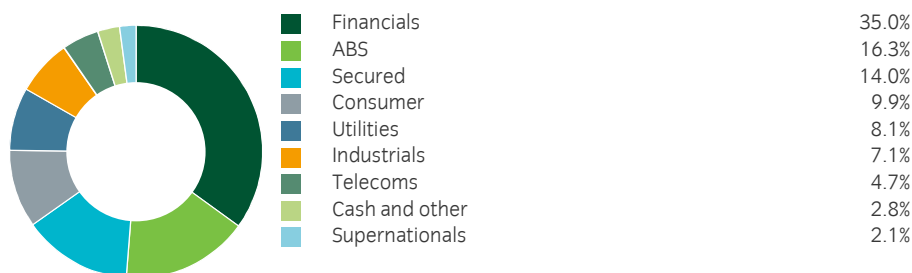 Financials 35.0%
ABS 16.3%
Secured 14.0%
Consumer 9.9%
Utilities 8.1%
Industrials 7.1%
Telecoms 4.7%
Cash and other 2.8%
Supernationals 2.1%